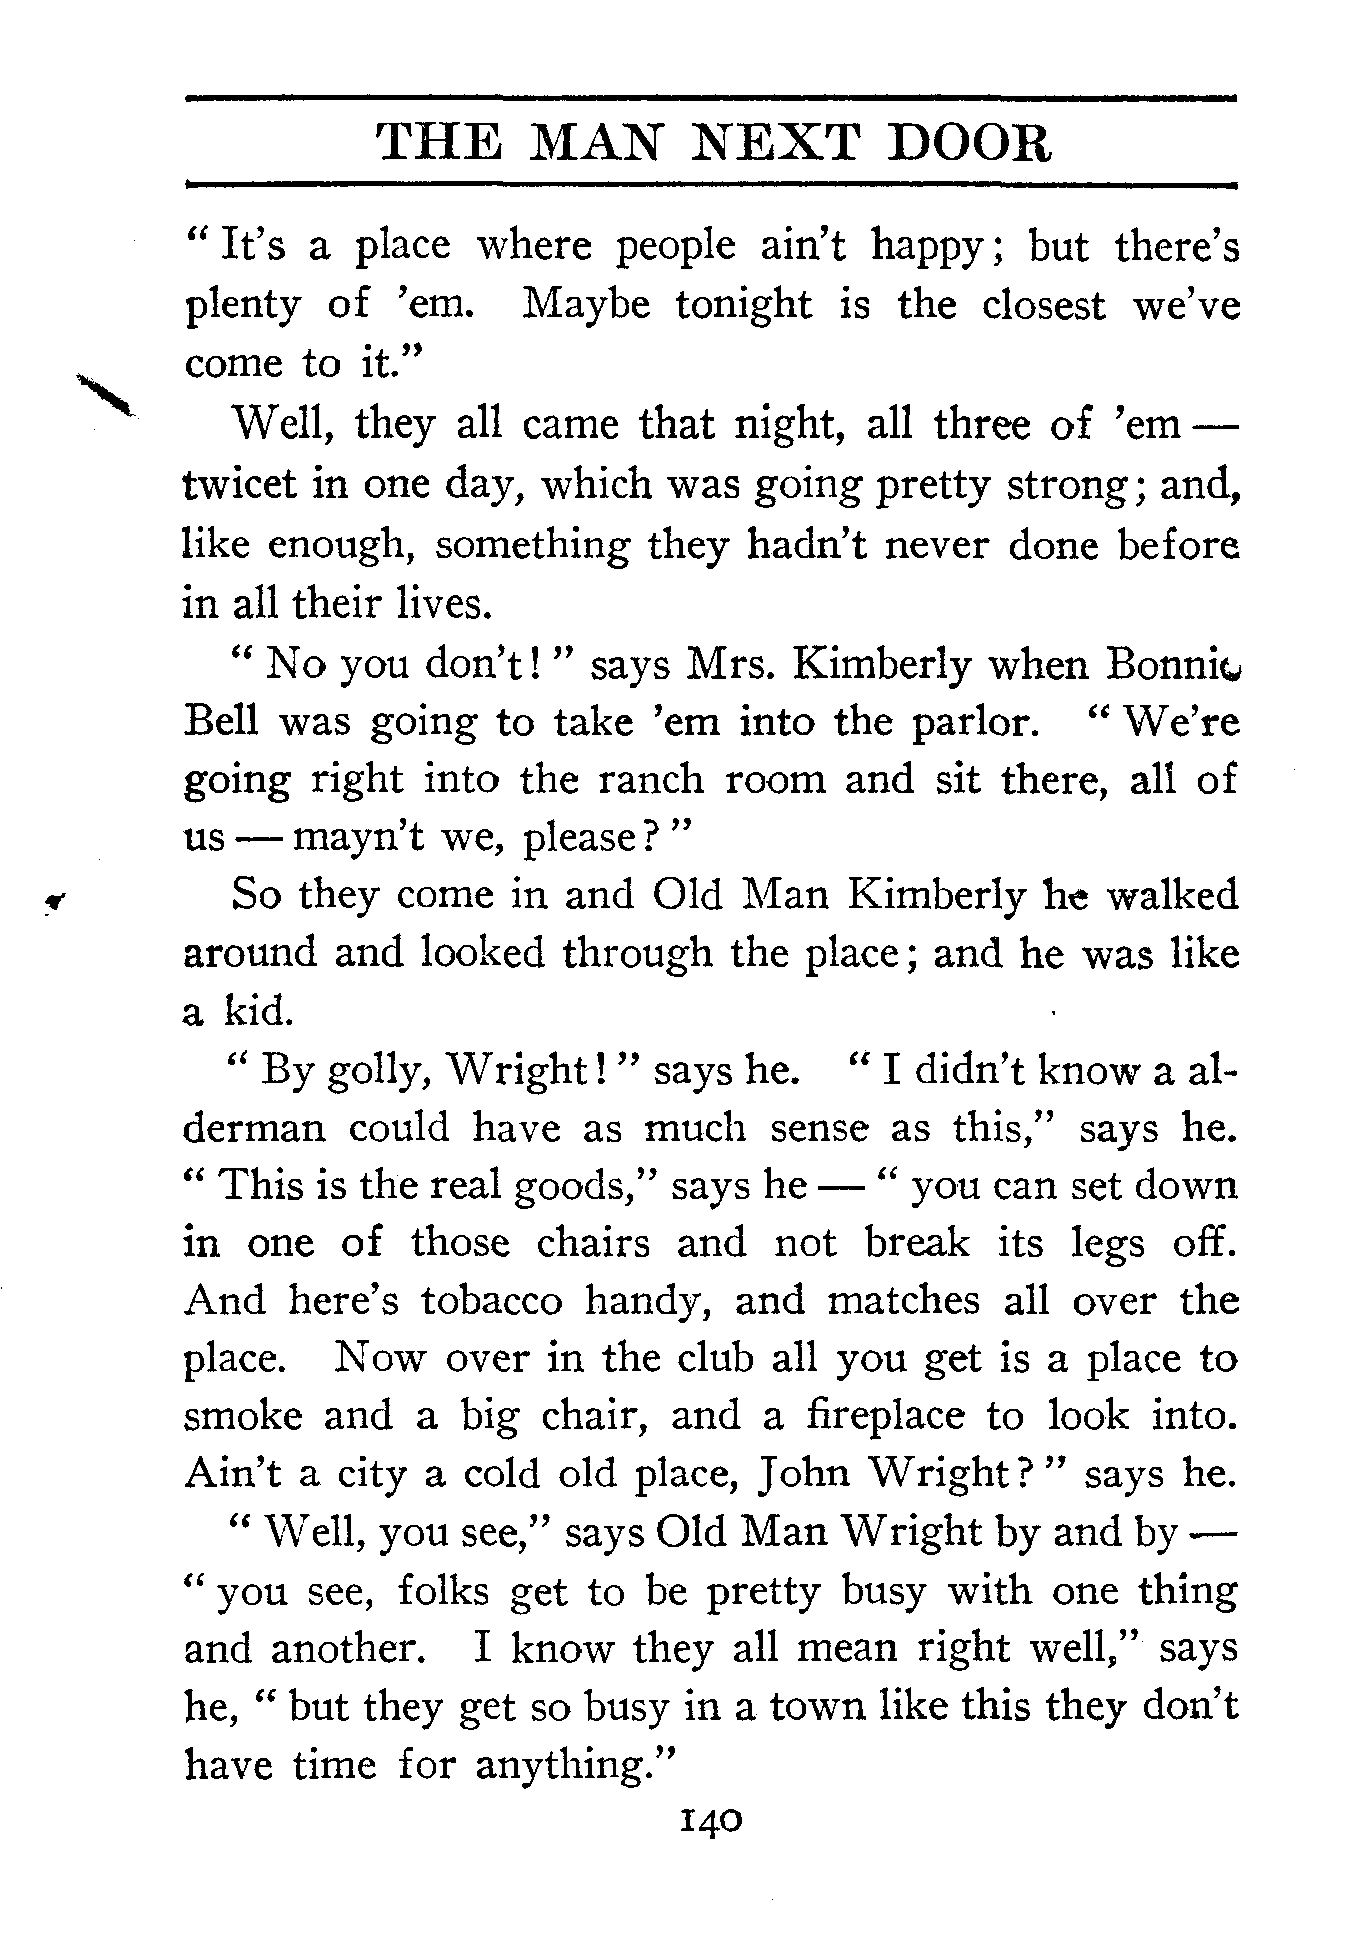 THE MAN NEXT DOOR
“ It’s a place where people ain’t happy; but there’s
plenty of ’em. Maybe tonight is the closest we’ve
come to it.”
Well, they all came that night, all three of ’em —
twicet in one day, which was going pretty strong; and,
like enough, something they hadn’t never done before
in all their lives.
“ No you don’t! ” says Mrs. Kimberly when Bonnie
Bell was going to take ’em into the parlor. “ We’re
going right into the ranch room and sit there, all of
us — mayn’t we, please? ”
So they come in and Old Man Kimberly he walked
around and looked through the place; and he was like
a kid.
“ By golly, Wright! ” says he. “ I didn’t know a al-
derman could have as much sense as this,” says he.
“ This is the real goods,” says he — “ you can set down
in one of those chairs and not break its legs off.
And here’s tobacco handy, and matches all over the
place. Now over in the club all you get is a place to
smoke and a big chair, and a fireplace to look into.
Ain’t a city a cold old place, John Wright? ” says he.
“ Well, you see,” says Old Man Wright by and by —
“ you see, folks get to be pretty busy with one thing
and another. I know they all mean right well,” says
he, “ but they get so busy in a town like this they don’t
have time for anything.”
140